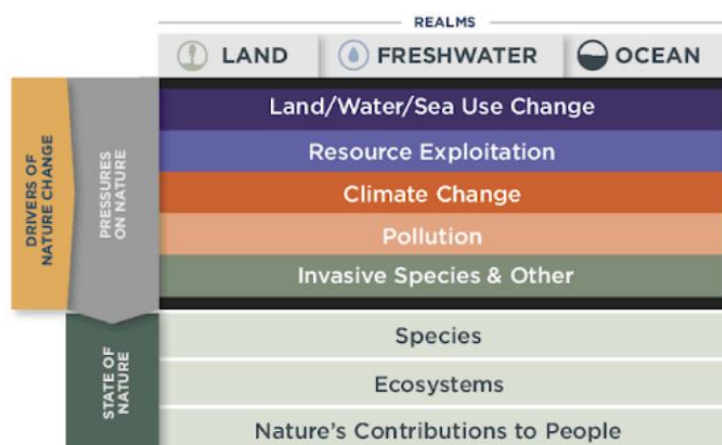 REALMS
LAND
FRESHWATER
OCEAN
DRIVERS OF
NATURE CHANGE
PRESSURES
ON NATURE
Land/Water/Sea Use Change
Resource Exploitation
Climate Change
Pollution
Invasive Species & Other
STATE OF
NATURE
Species
Ecosystems
Nature's Contributions to People